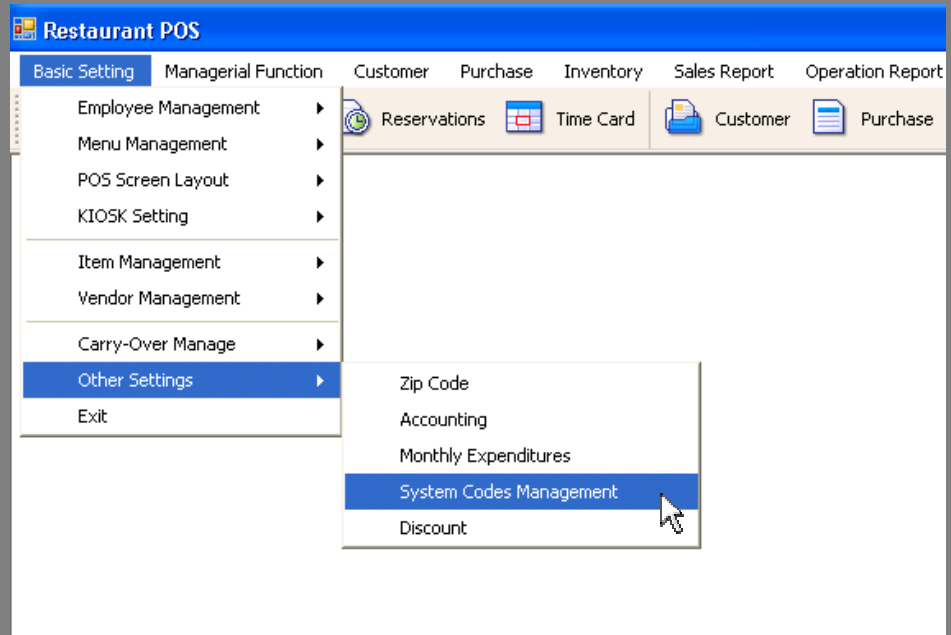 Restaurant POS
Basic Setting Managerial Function Customer Purchase Inventory Sales Report Operation Report
Reservations Time Card Customer Purchase
Employee Management
Menu Management
POS Screen Layout
KIOSK Setting
Item Management
Vendor Management
Carry-Over Manage
Other Settings
Exit
Zip Code
Accounting
Monthly Expenditures
System Codes Management
Discount